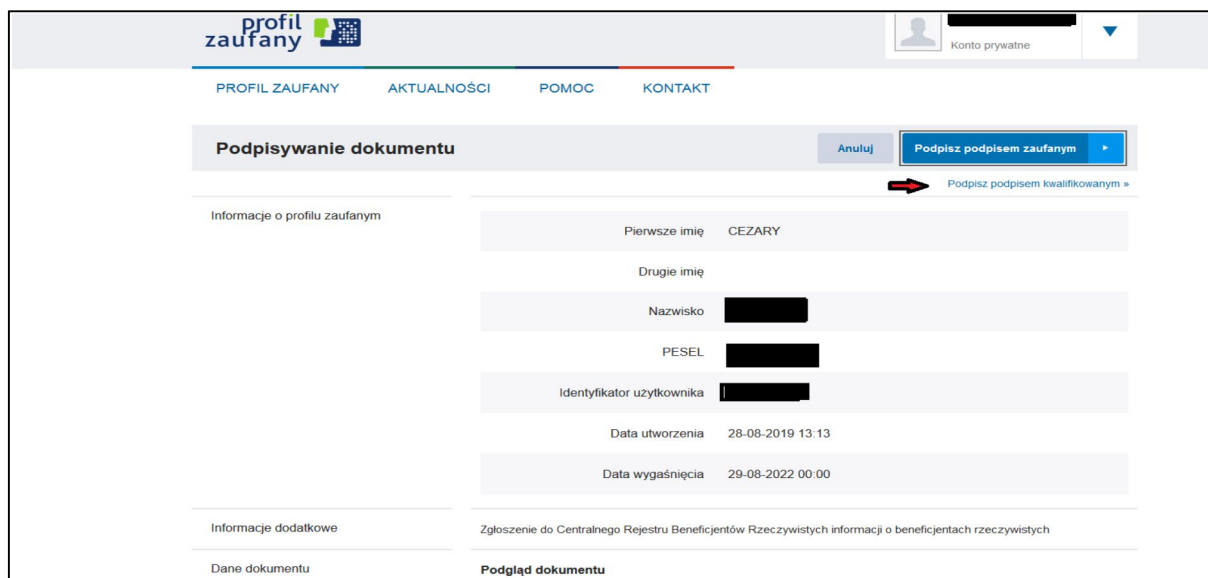 profil
zaufany
Konto prywatne
PROFIL ZAUFANY AKTUALNOŚCI POMOC KONTAKT
Podpisywanie dokumentu Anuluj Podpisz podpisem zaufanym
Podpisz podpisem kwalifikowanym »
Informacje o profilu zaufanym
Pierwsze imię CEZARY
Drugie imię
Nazwisko
PESEL
Identyfikator użytkownika
Data utworzenia 28-08-2019 13:13
Data wygaśnięcia 29-08-2022 00:00
Informacje dodatkowe Zgłoszenie do Centralnego Rejestru Beneficjentów Rzeczywistych informacji o beneficjentach rzeczywistych
Dane dokumentu Podgląd dokumentu